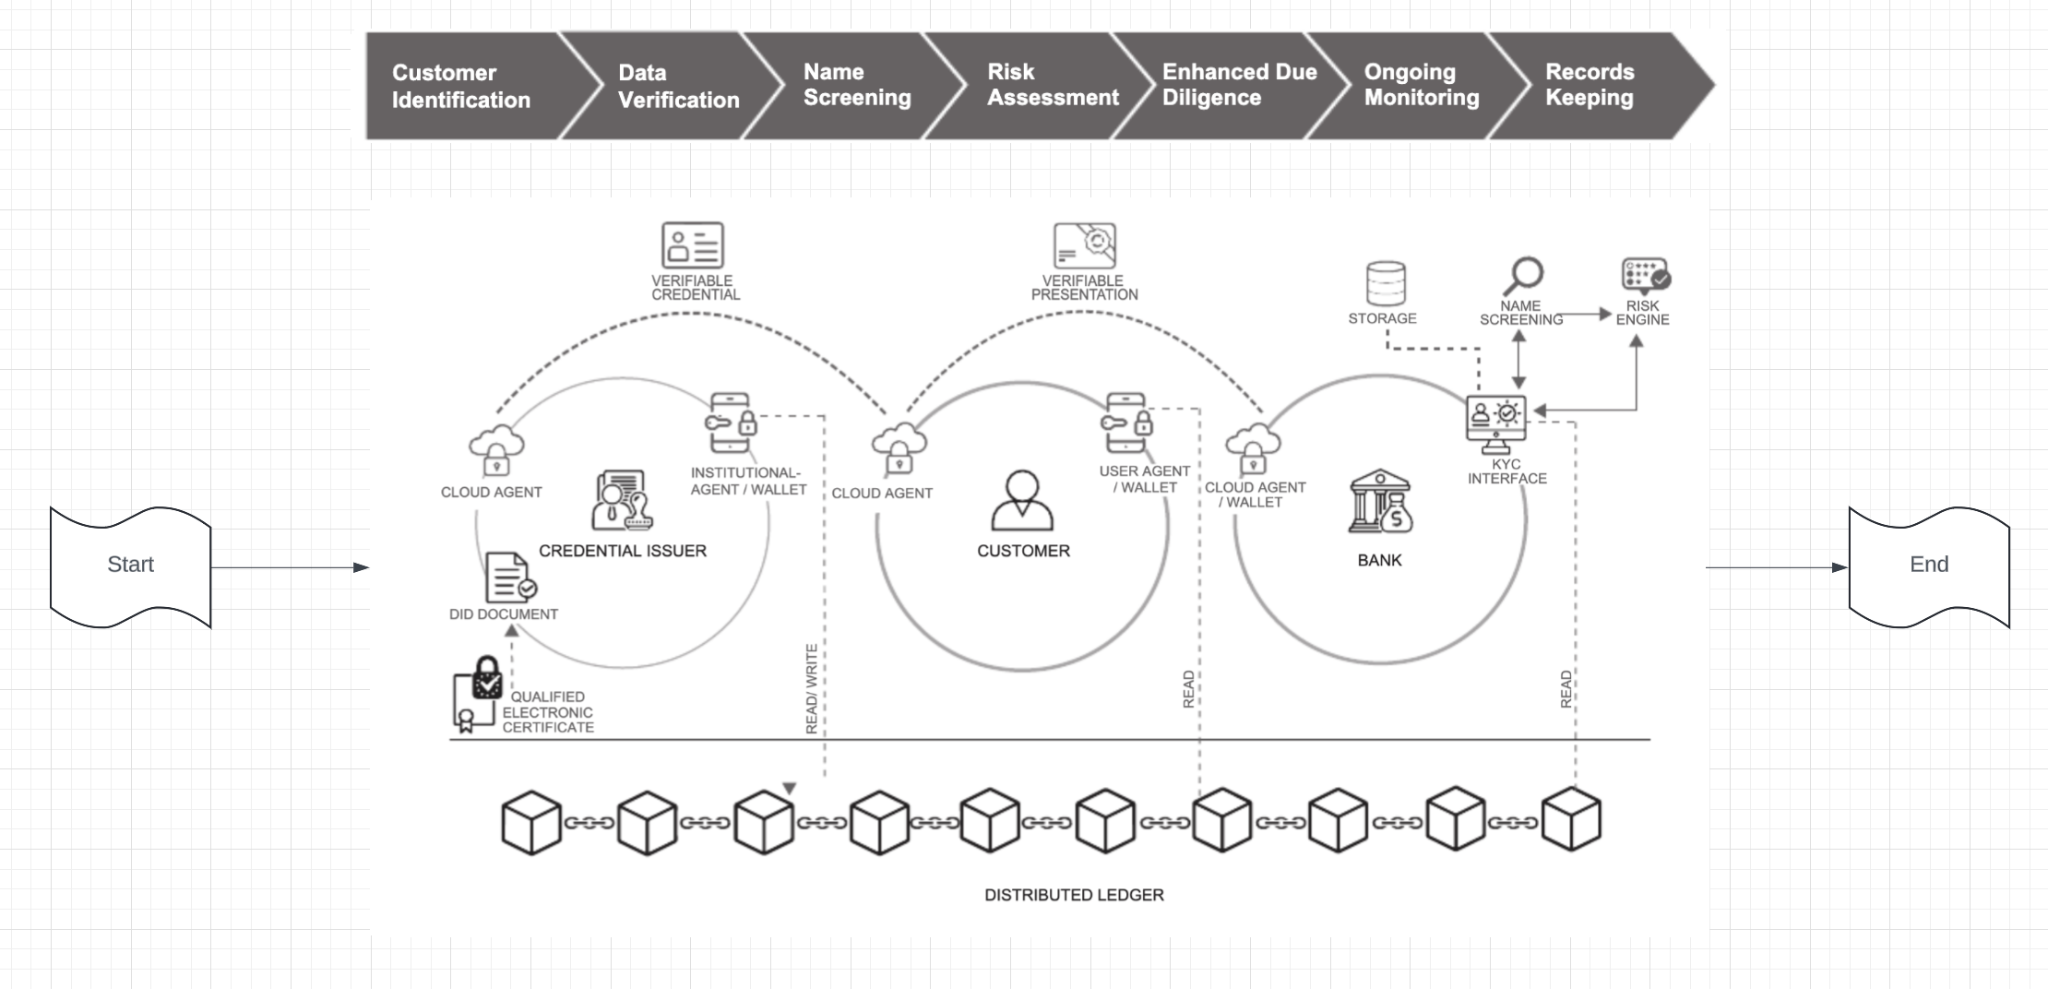 Customer
Identification
Data
Verification
Name
Screening
Risk
Assessment
Enhanced Due
Diligence
Ongoing
Monitoring
Records
Keeping
VERIFIABLE
CREDENTIAL
VERIFIABLE
PRESENTATION
STORAGE
NAME
SCREENING
RISK
ENGINE
CLOUD AGENT
INSTITUTIONAL-
AGENT / WALLET
CREDENTIAL ISSUER
DID DOCUMENT
QUALIFIED
ELECTRONIC
CERTIFICATE
READ/ WRITE
CLOUD AGENT
USER AGENT
/ WALLET
CUSTOMER
READ
CLOUD AGENT
/ WALLET
KYC
INTERFACE
BANK
READ
Start
End
DISTRIBUTED LEDGER